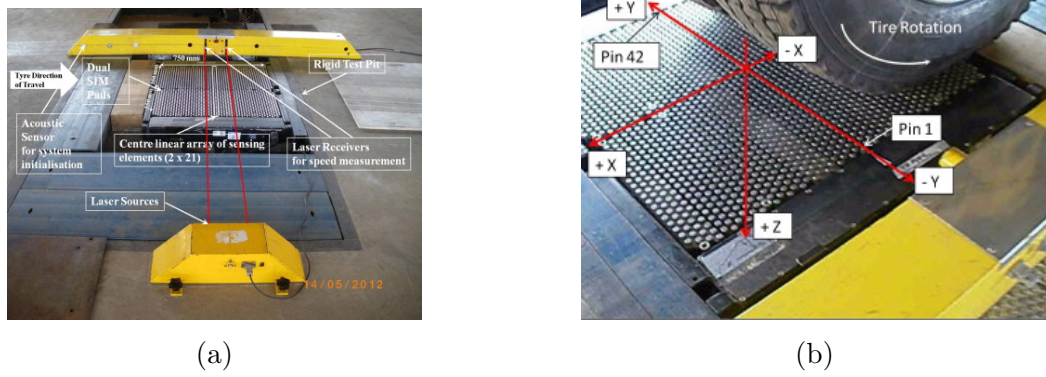 750 mm
Rigid Test Pit
Tyre Direction
of Travel
Dual
SIM
Pads
Acoustic
Sensor
for system
initialisation
Centre linear array of sensing
elements (2 x 21)
Laser Receivers
for speed measurement
Laser Sources
14/05/2012
(a)
+ Y
Tire Rotation
Pin 42
- X
Pin 1
+ X
- Y
+ Z
(b)